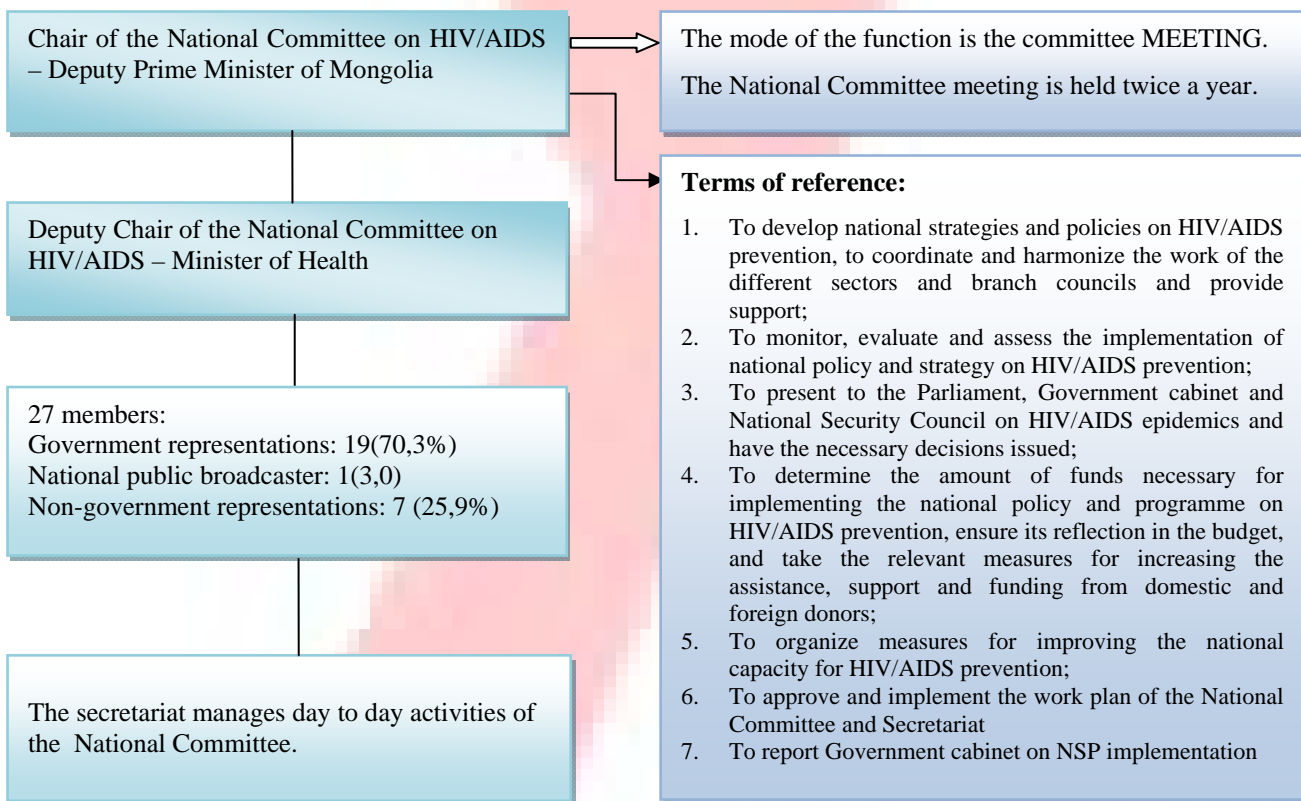 Chair of the National Committee on HIV/AIDS
– Deputy Prime Minister of Mongolia
The mode of the function is the committee MEETING.
The National Committee meeting is held twice a year.
Deputy Chair of the National Committee on
HIV/AIDS – Minister of Health
27 members:
Government representations: 19(70,3%)
National public broadcaster: 1(3,0)
Non-government representations: 7 (25,9%)
The secretariat manages day to day activities of
the National Committee.
Terms of reference:
1. To develop national strategies and policies on HIV/AIDS
prevention, to coordinate and harmonize the work of the
different sectors and branch councils and provide
support;
2. To monitor, evaluate and assess the implementation of
national policy and strategy on HIV/AIDS prevention;
3. To present to the Parliament, Government cabinet and
National Security Council on HIV/AIDS epidemics and
have the necessary decisions issued;
4. To determine the amount of funds necessary for
implementing the national policy and programme on
HIV/AIDS prevention, ensure its reflection in the budget,
and take the relevant measures for increasing the
assistance, support and funding from domestic and
foreign donors;
5. To organize measures for improving the national
capacity for HIV/AIDS prevention;
6. To approve and implement the work plan of the National
Committee and Secretariat
7. To report Government cabinet on NSP implementation